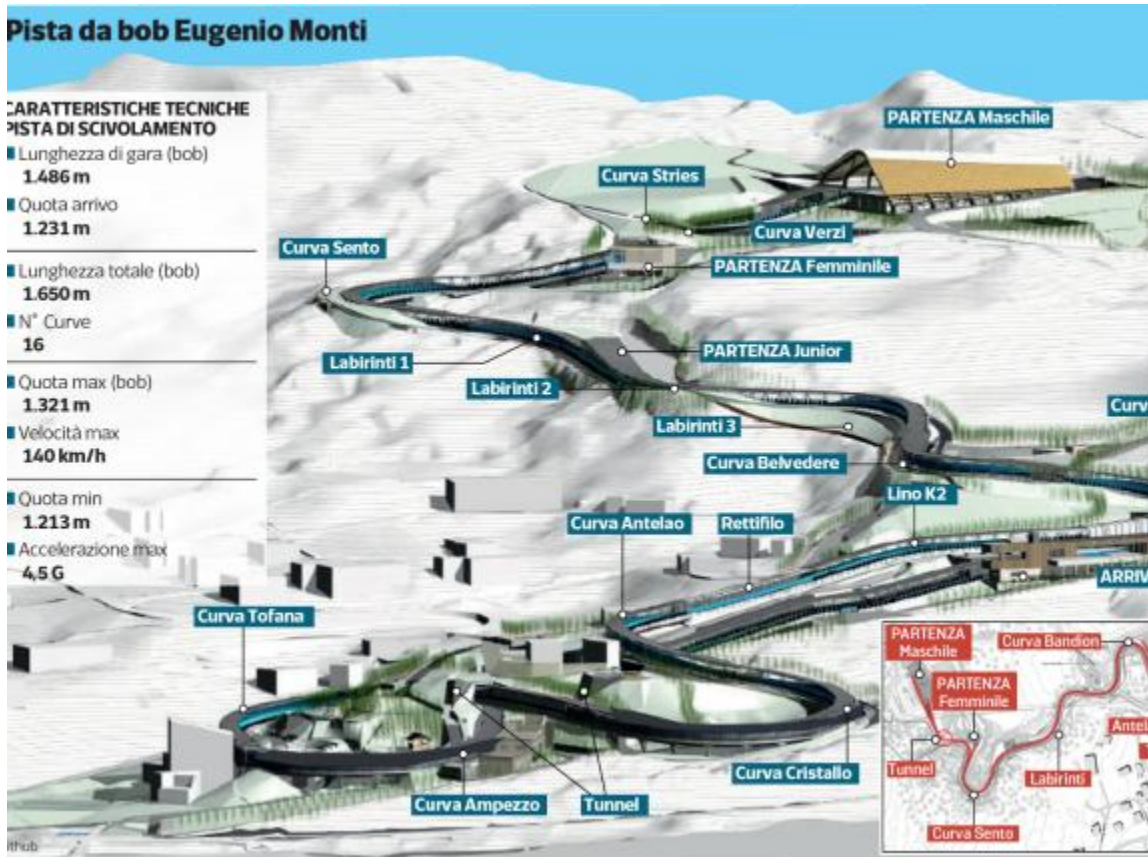 Pista da bob Eugenio Monti
CARATTERISTICHE TECNICHE
PISTA DI SCIVOLAMENTO
Lunghezza di gara (bob)
1.486 m
Quota arrivo
1.231 m
Lunghezza totale (bob)
1.650 m
N° Curve
16
Quota max (bob)
1.321 m
Velocità max
140 km/h
Quota min
1.213 m
Accelerazione max
4,5 G
PARTENZA Maschile
Curva Stries
Curva Verzi
Curva Sento
PARTENZA Femminile
Labirinti 1
PARTENZA Junior
Labirinti 2
Labirinti 3
Curv
Curva Belvedere
Lino K2
Curva Antelao
Rettifilo
ARRIV
Curva Tofana
Curva Cristallo
Curva Ampezzo
Tunnel
PARTENZA
Maschile
Curva Bandion
PARTENZA
Femminile
Antela
Tunnel
Labirinti
Curva Sento
ithub